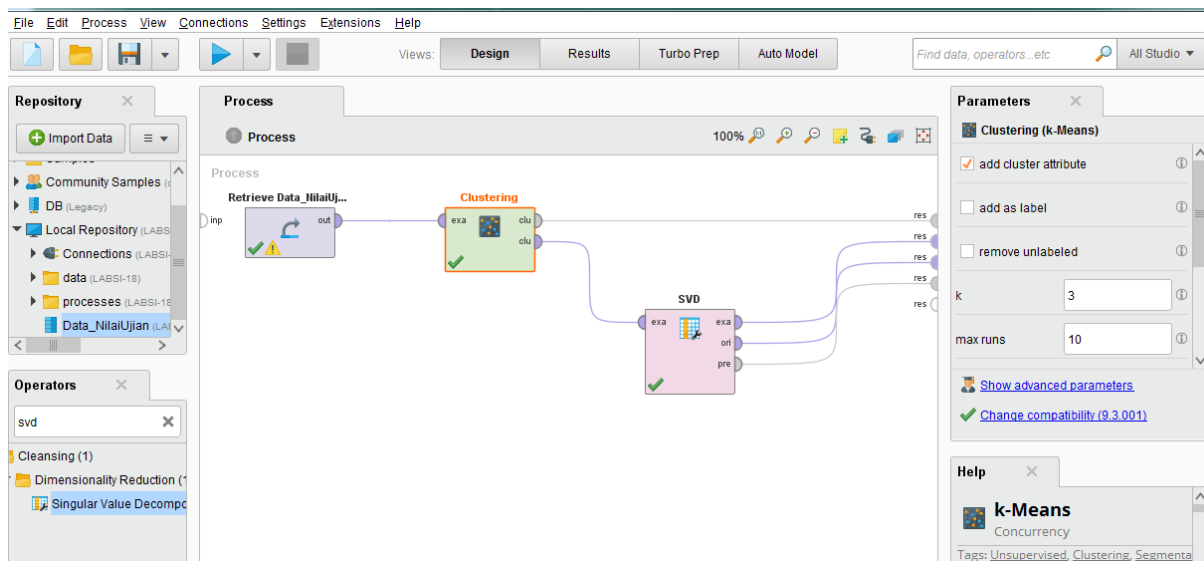 File Edit Process View Connections Settings Extensions Help
Views: Design Results Turbo Prep Auto Model
Find data, operators...etc
All Studio
Repository
Import Data
Community Samples
DB (Legacy)
Local Repository (LABS
Connections (LABSI-
data (LABSI-18)
processes (LABSI-18
Data_NilaiUjian (LA
Operators
svd
Cleansing (1)
Dimensionality Reduction (1
Singular Value Decompo
Process
Process
100%
Process
inp
Retrieve Data_NilaiUj...
out
Clustering
exa clu
clu
SVD
exa exa
ori
pre
res
res
res
res
res
Parameters
Clustering (k-Means)
add cluster attribute
add as label
remove unlabeled
k 3
max runs 10
Show advanced parameters
Change compatibility (9.3.001)
Help
k-Means
Concurrency
Tags: Unsupervised, Clustering, Segmenta